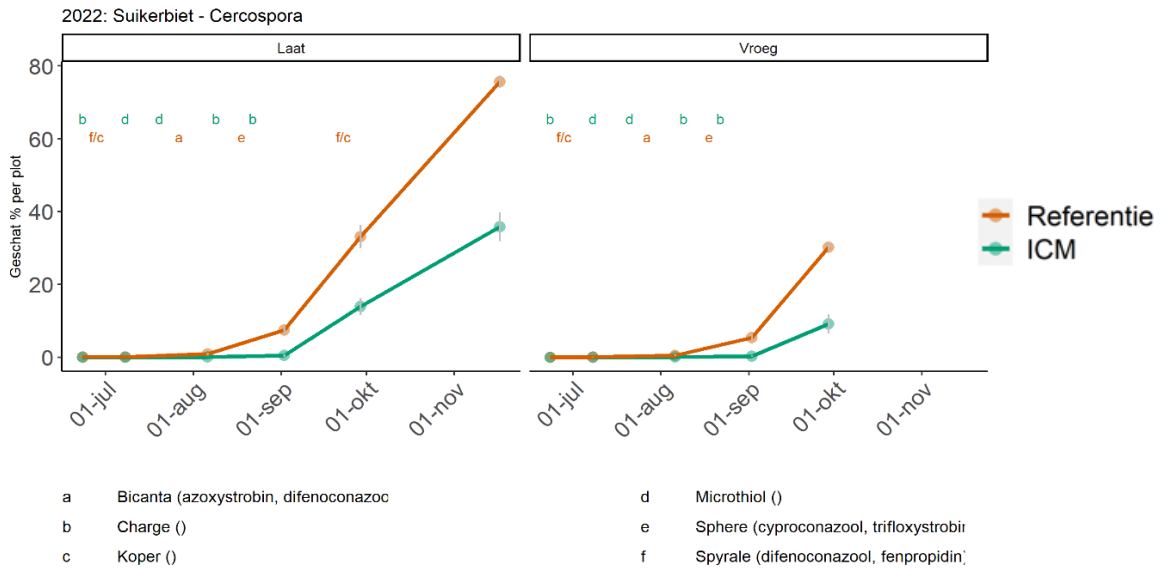 2022: Suikerbiet - Cercospora
Laat Vroeg
80
60
40
20
0
Geschat % per plot
b d d b b
f/c a e f/c
b d d b b
f/c a e
01-jul 01-aug 01-sep 01-okt 01-nov
01-jul 01-aug 01-sep 01-okt 01-nov
Referentie
ICM
a Bicanta (azoxystrobin, difenoconazoc
b Charge ()
c Koper ()
d Microthiol ()
e Sphere (cyproconazool, trifloxystrobin
f Spyrale (difenoconazool, fenpropidin)